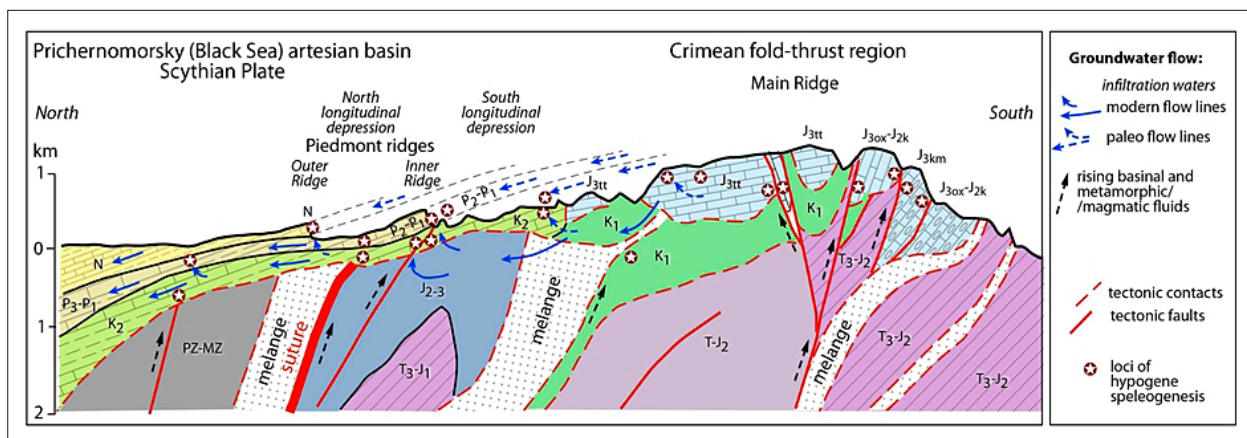 Prichernomorsky (Black Sea) artesian basin
Scythian Plate
Crimean fold-thrust region
Main Ridge
North
South
North
longitudinal
depression
South
longitudinal
depression
Piedmont ridges
Outer
Ridge
Inner
Ridge
km
1
0
1
2
N
N
P₃-P₁
K₂
PZ-MZ
melange
suture
P₂-P₁
P₂-P₁
K₂
J₂₋₃
T₃-J₁
melange
J₃tt
K₁
K₁
J₃tt
T-J₂
J₃tt
K₁
J₃ox-J₂k
J₃km
J₃ox-J₂k
T₃-J₂
melange
T₃-J₂
T₃-J₂
Groundwater flow:
infiltration waters
modern flow lines
paleo flow lines
rising basinal and
metamorphic/
/magmatic fluids
tectonic contacts
tectonic faults
loci of
hypogene
speleogenesis